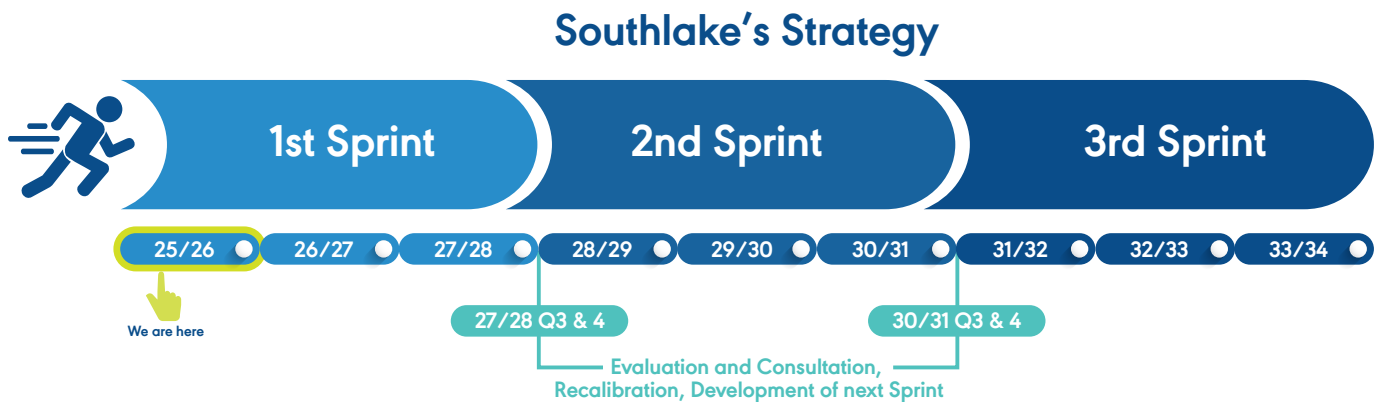 Southlake’s Strategy
1st Sprint
2nd Sprint
3rd Sprint
25/26
26/27
27/28
28/29
29/30
30/31
31/32
32/33
33/34
We are here
27/28 Q3 & 4
30/31 Q3 & 4
Evaluation and Consultation,
Recalibration, Development of next Sprint